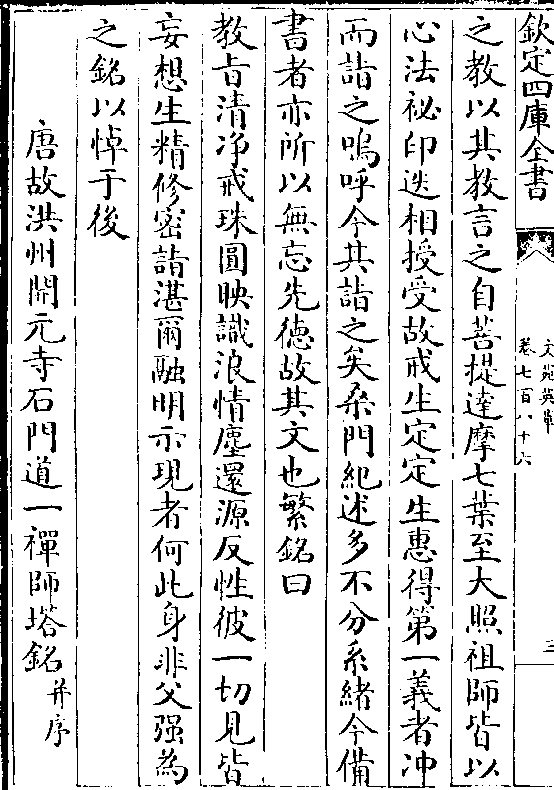 欽定四庫全書
文苑英華
卷七百八十六
三
之教以其教言之自菩提達摩七葉至大照祖師皆以
心法祕印迭相授受故戒生定定生惠得第一義者沖
而詣之嗚呼今其詣之矣桑門紀述多不分系緒今備
書者亦所以無忘先徳故其文也繁銘曰
教旨清浄戒珠圓映識浪情塵還源反性彼一切見皆
妄想生精修密詣湛爾融明示現者何此身非父强為
之銘以悼于後
唐故洪州開元寺石門道一禪師塔銘并序